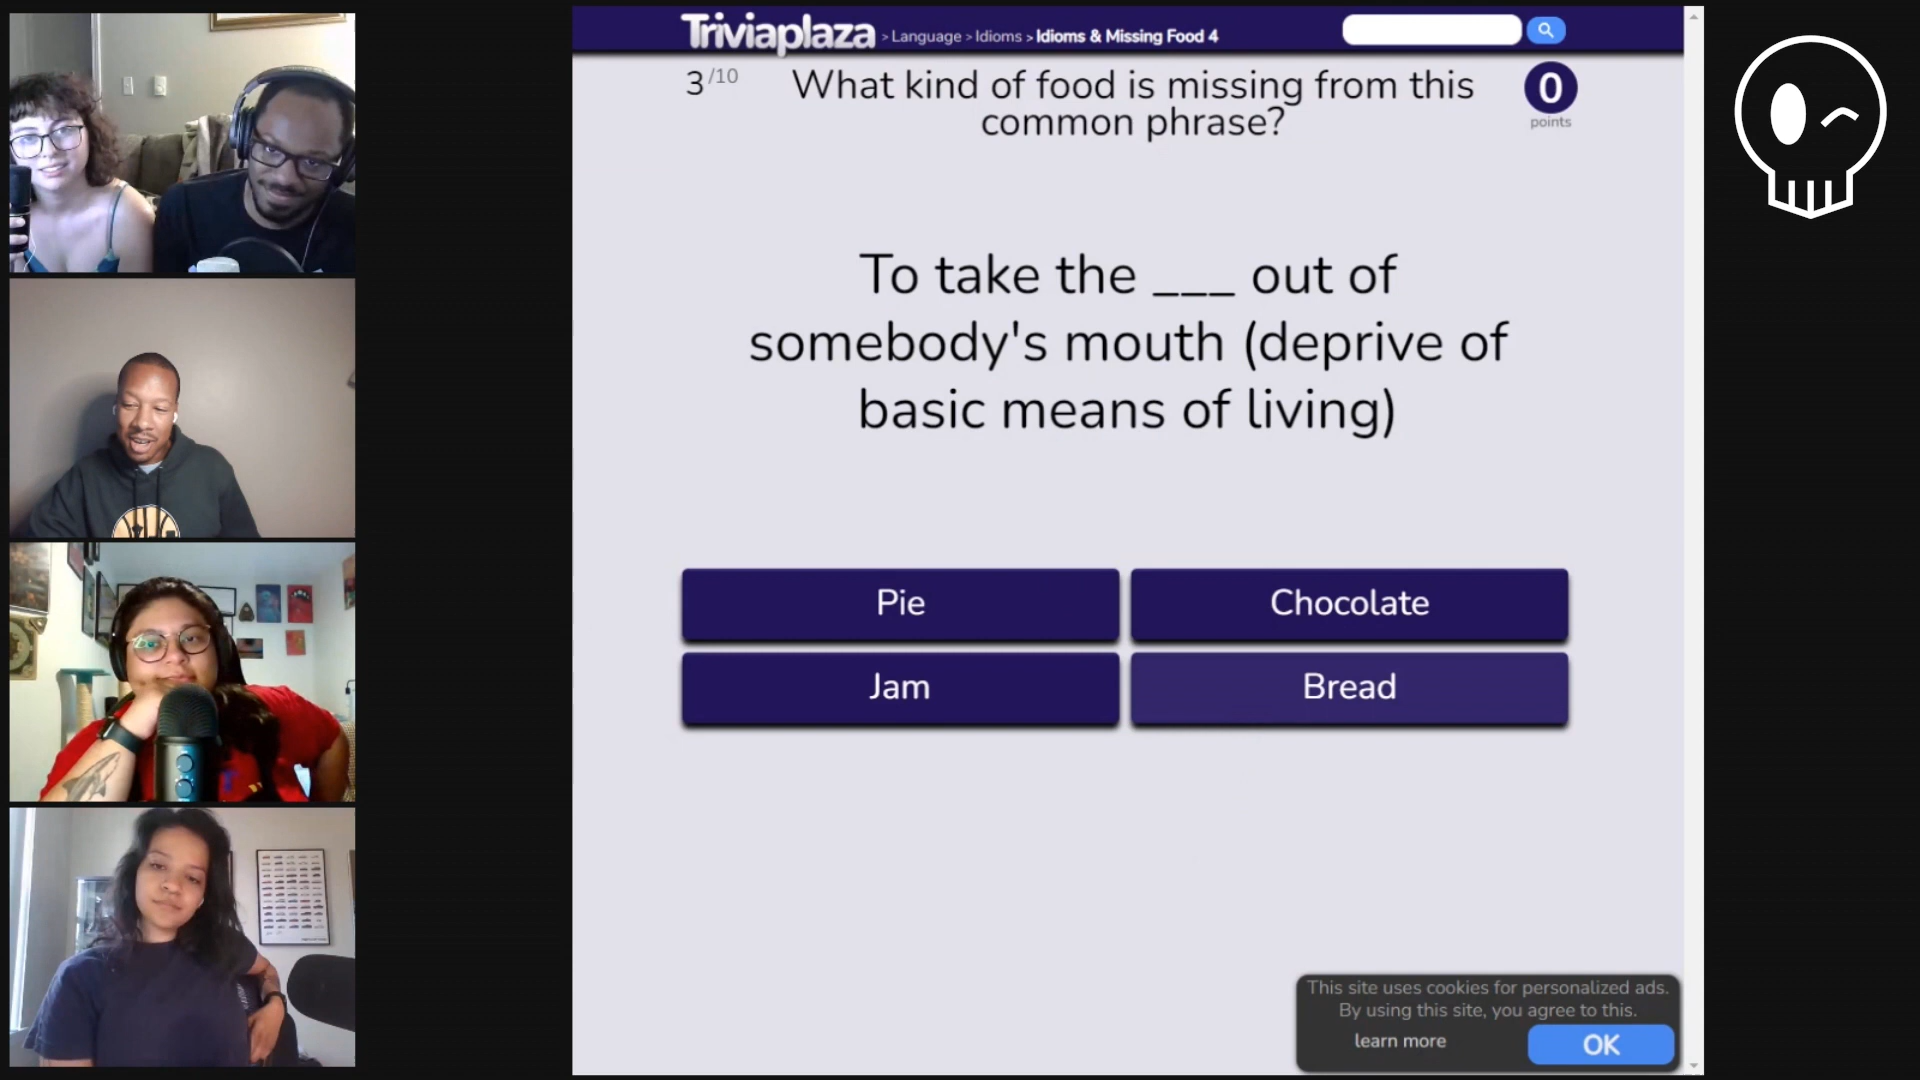 Triviaplaza > Language > Idioms > Idioms & Missing Food 4
3/10
What kind of food is missing from this
common phrase?
0
points
To take the ___ out of
somebody's mouth (deprive of
basic means of living)
Pie
Chocolate
Jam
Bread
This site uses cookies for personalized ads.
By using this site, you agree to this.
learn more
OK